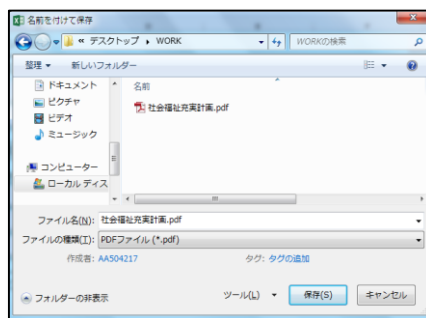 名前を付けて保存
« デスクトップ ▸ WORK
WORKの検索
整理 ▾ 新しいフォルダー
ドキュメント
ピクチャ
ビデオ
ミュージック
コンピューター
ローカル ディス
名前
社会福祉充実計画.pdf
ファイル名(N): 社会福祉充実計画.pdf
ファイルの種類(T): PDFファイル (*.pdf)
作成者: AA504217 タグ: タグの追加
フォルダーの非表示 ツール(L) ▾ 保存(S) キャンセル